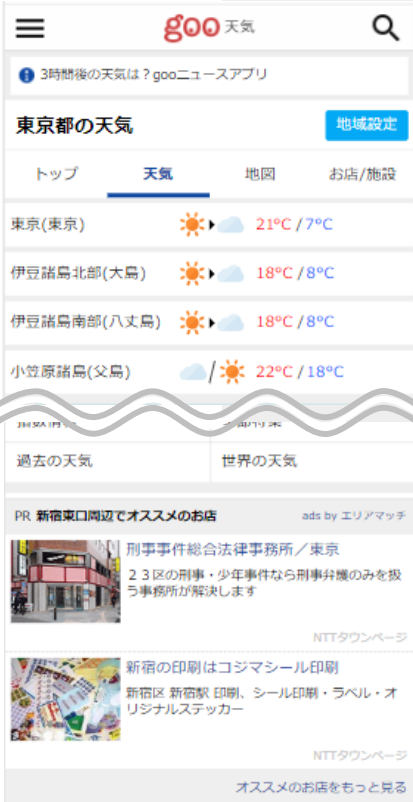 goo 天気
3時間後の天気は？gooニュースアプリ
東京都の天気
地域設定
トップ 天気 地図 お店/施設
東京(東京) 21°C / 7°C
伊豆諸島北部(大島) 18°C / 8°C
伊豆諸島南部(八丈島) 18°C / 8°C
小笠原諸島(父島) / 22°C / 18°C
過去の天気 世界の天気
PR 新宿東口周辺でオススメのお店 ads by エリアマッチ
刑事事件総合法律事務所／東京
２３区の刑事・少年事件なら刑事弁護のみを扱
う事務所が解決します
NTTタウンページ
新宿の印刷はコジマシール印刷
新宿区 新宿駅 印刷、シール印刷・ラベル・オ
リジナルステッカー
NTTタウンページ
オススメのお店をもっと見る